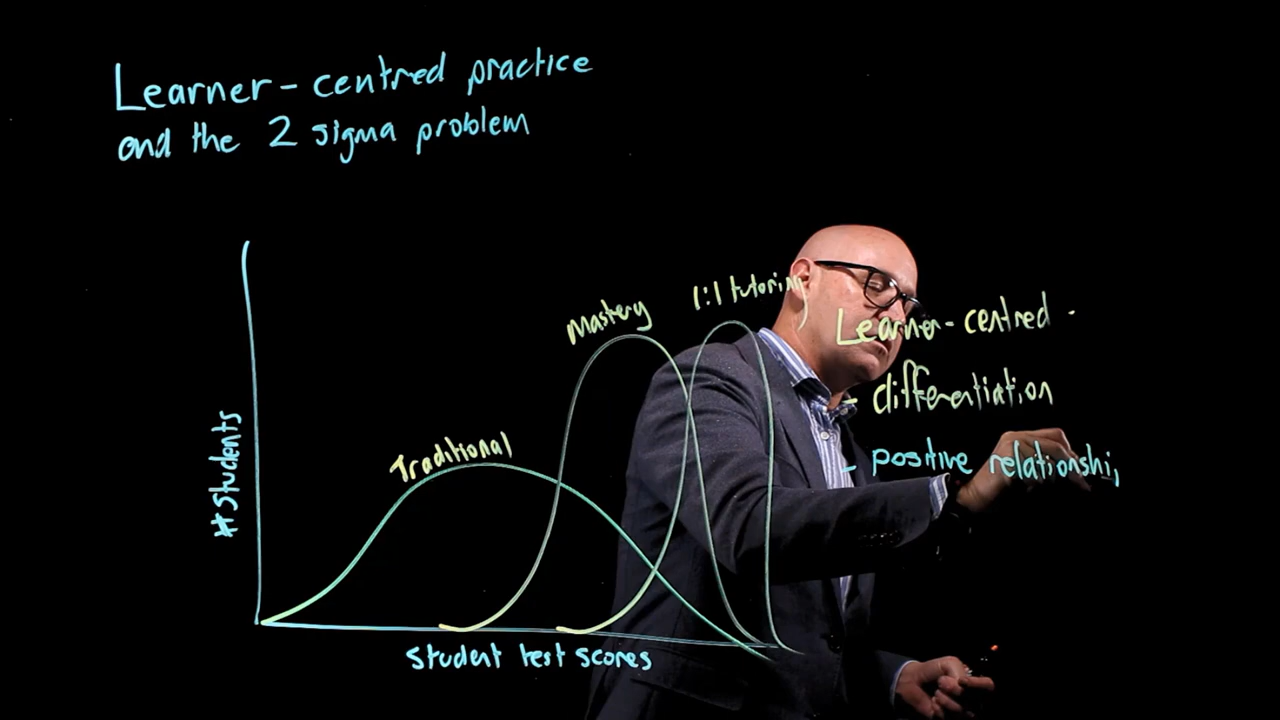 Learner-centred practice
and the 2 sigma problem
1:1 tutoring
mastery
Learner-centred -
- differentiation
Traditional
- positive relationshi
# Students
Student test scores